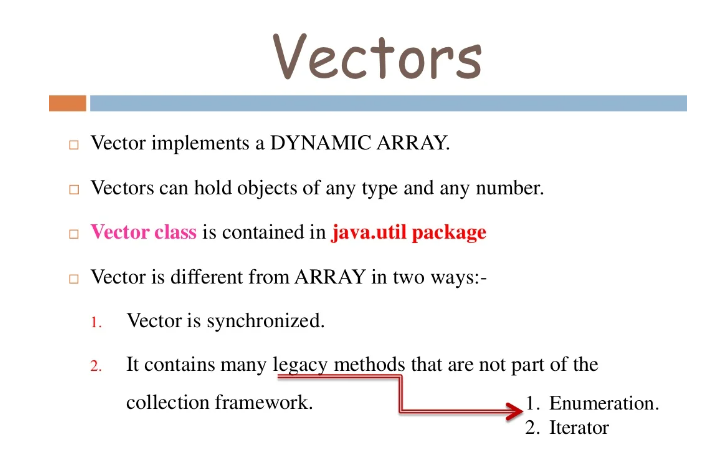 Vectors
Vector implements a DYNAMIC ARRAY.
Vectors can hold objects of any type and any number.
Vector class is contained in java.util package
Vector is different from ARRAY in two ways:-
1. Vector is synchronized.
2. It contains many legacy methods that are not part of the
collection framework.
1. Enumeration.
2. Iterator